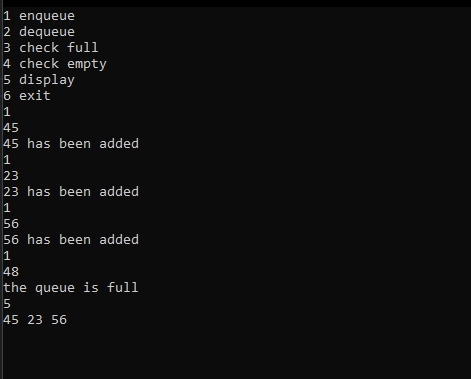 1 enqueue
2 dequeue
3 check full
4 check empty
5 display
6 exit
1
45
45 has been added
1
23
23 has been added
1
56
56 has been added
1
48
the queue is full
5
45 23 56